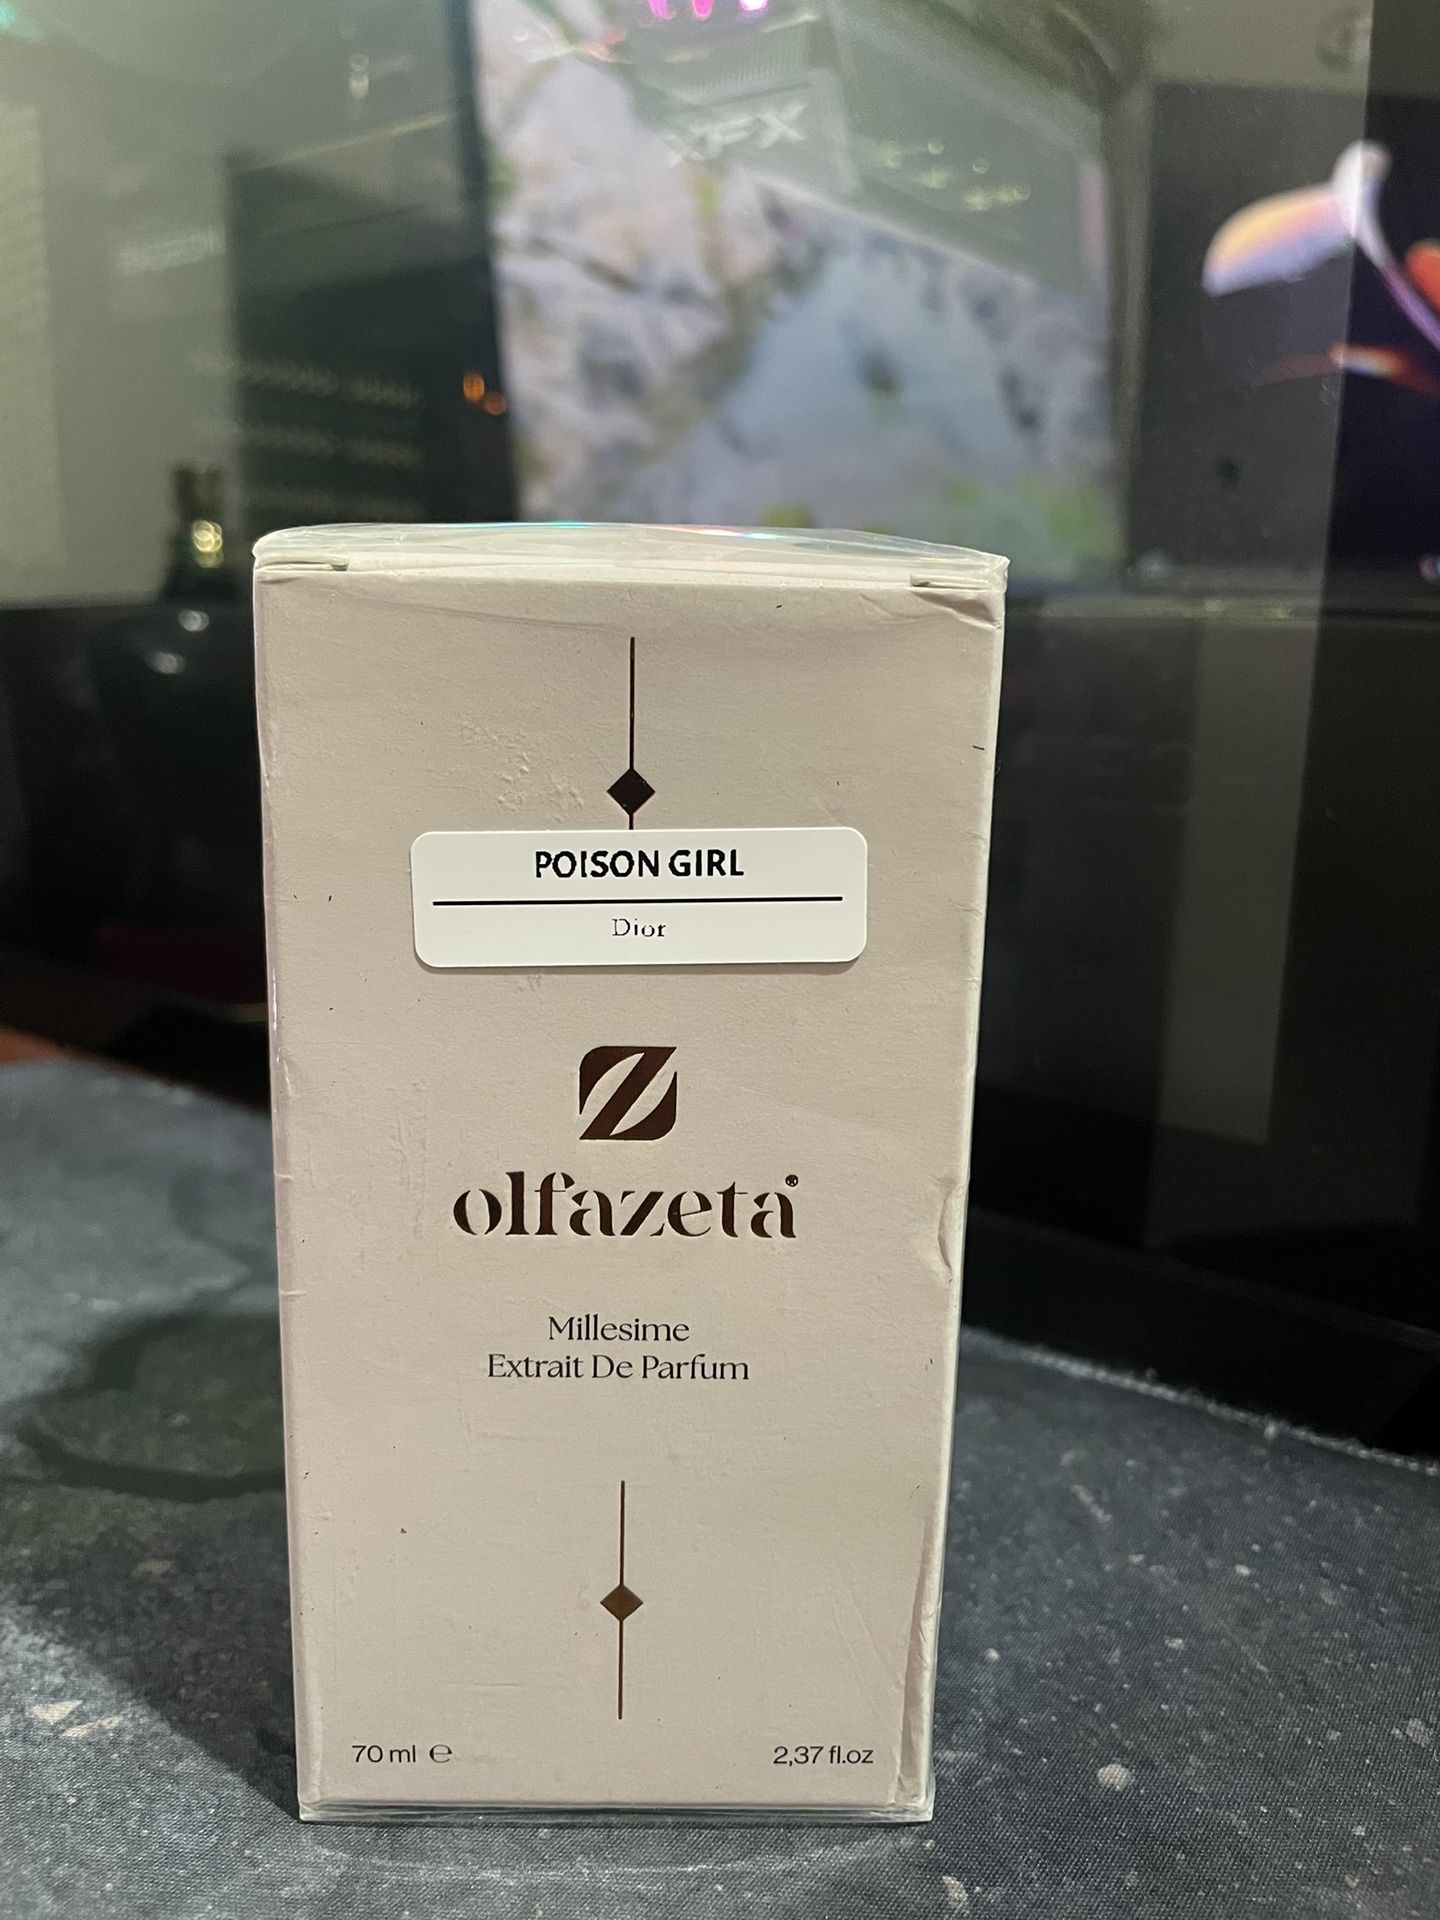 POISON GIRL
Dior
Z
olfazeta®
Millesime
Extrait De Parfum
70 ml ℮
2,37 fl.oz